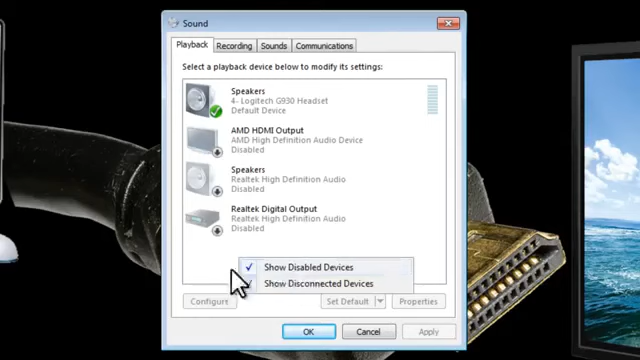 Sound
Playback Recording Sounds Communications
Select a playback device below to modify its settings:
Speakers
4- Logitech G930 Headset
Default Device
AMD HDMI Output
AMD High Definition Audio Device
Disabled
Speakers
Realtek High Definition Audio
Disabled
Realtek Digital Output
Realtek High Definition Audio
Disabled
Show Disabled Devices
Show Disconnected Devices
Configure Set Default Properties
OK Cancel Apply